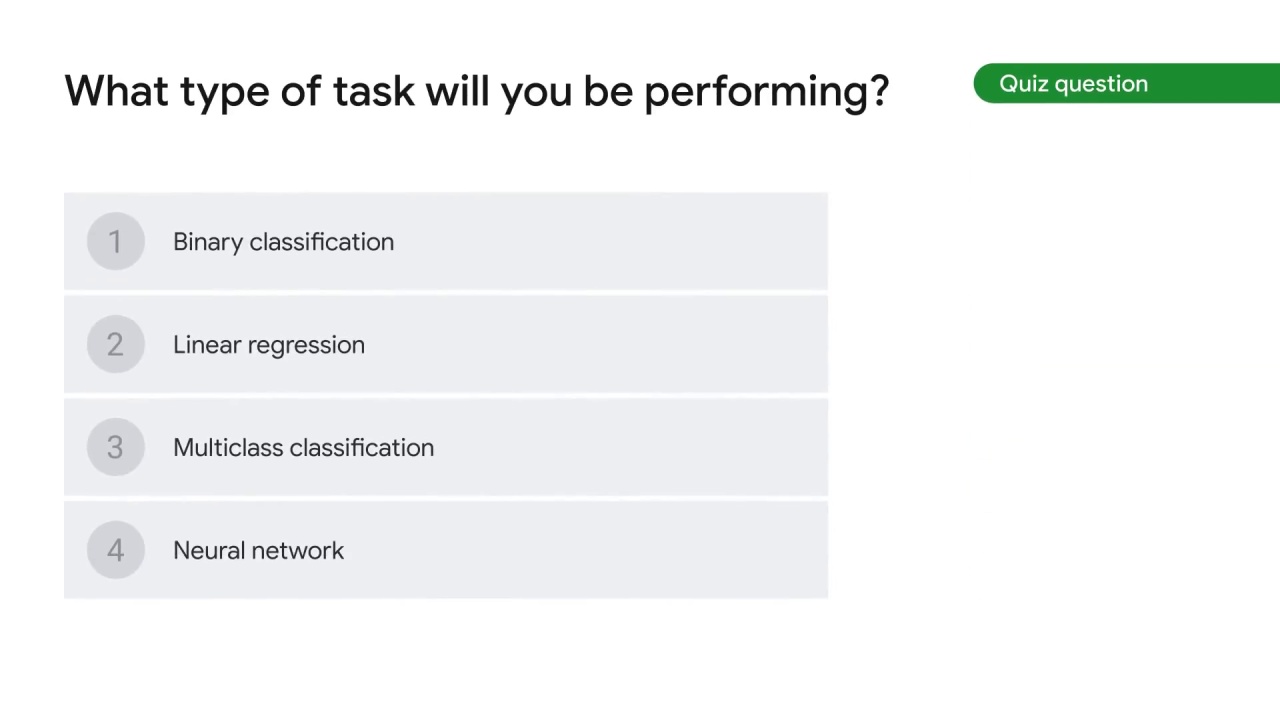 What type of task will you be performing?
Quiz question
1 Binary classification
2 Linear regression
3 Multiclass classification
4 Neural network